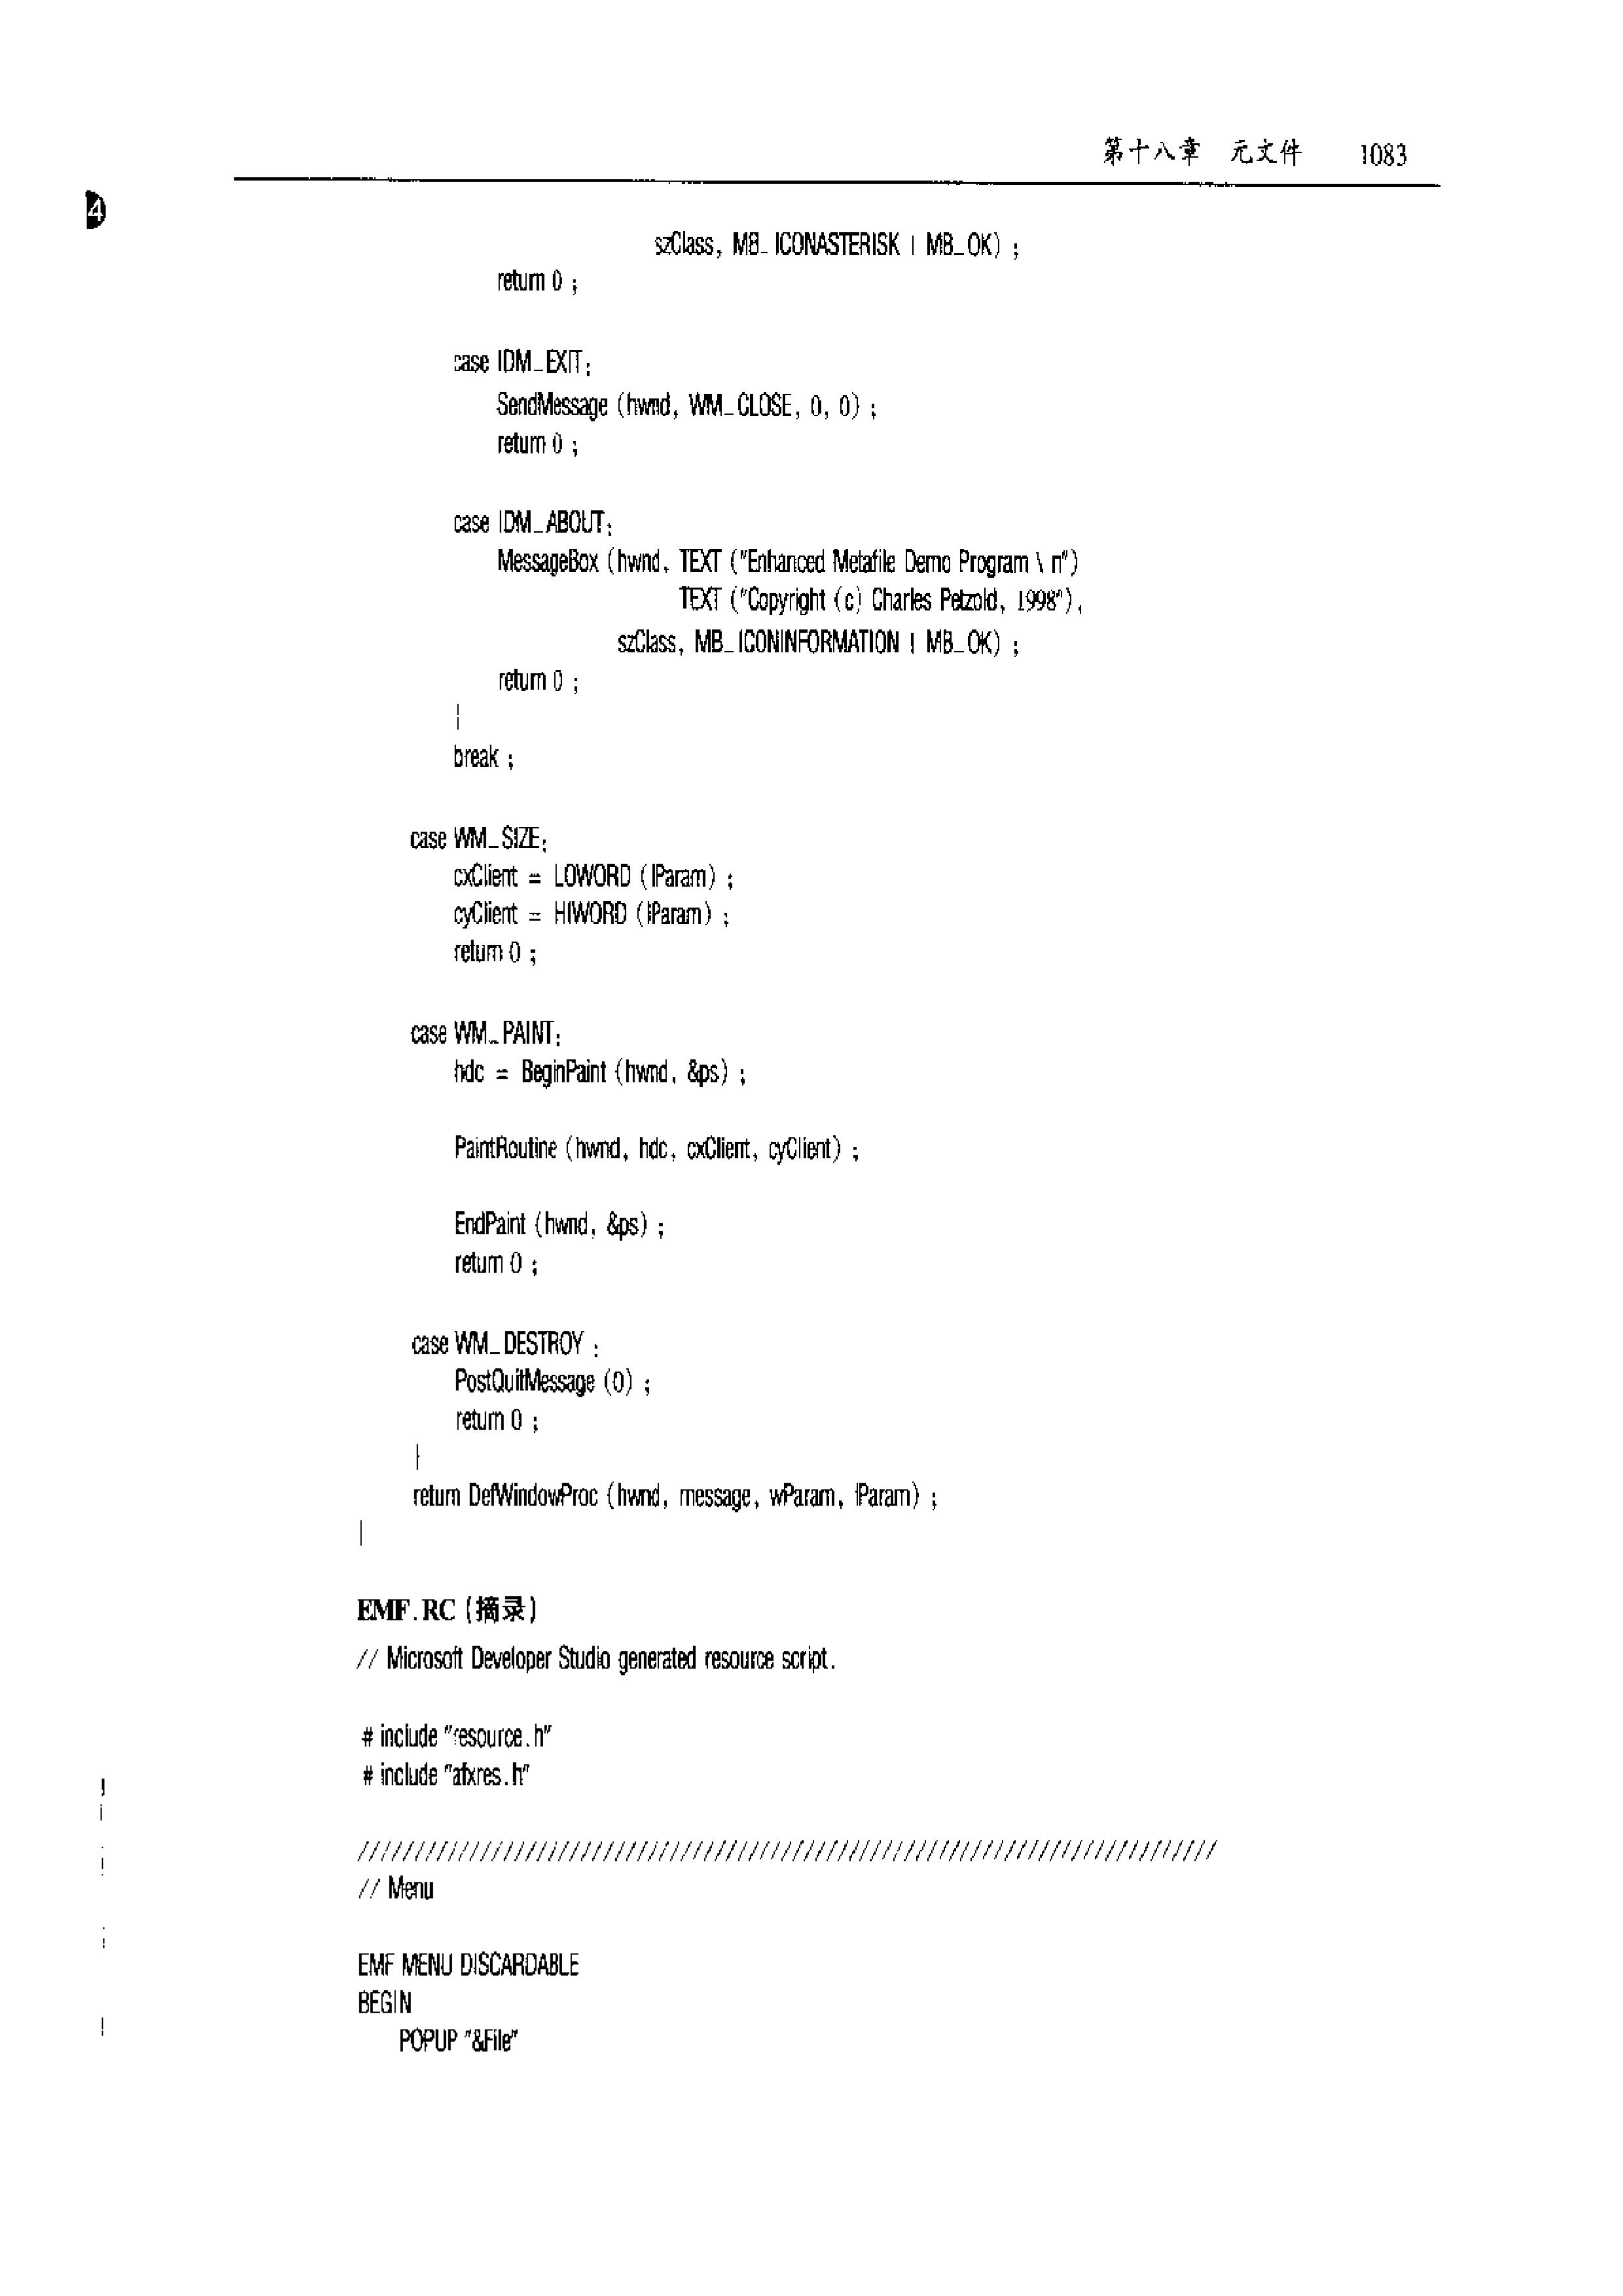 第十八章 元文件 1083
4
szClass, MB_ICONASTERISK | MB_OK) ;
return 0 ;
case IDM_EXIT:
SendMessage (hwnd, WM_CLOSE, 0, 0) ;
return 0 ;
case IDM_ABOUT:
MessageBox (hwnd, TEXT ("Enhanced Metafile Demo Program \ n")
TEXT ("Copyright (c) Charles Petzold, 1998"),
szClass, MB_ICONINFORMATION | MB_OK) ;
return 0 ;
}
break ;
case WM_SIZE:
cxClient = LOWORD (lParam) ;
cyClient = HIWORD (lParam) ;
return 0 ;
case WM_PAINT:
hdc = BeginPaint (hwnd, &ps) ;
PaintRoutine (hwnd, hdc, cxClient, cyClient) ;
EndPaint (hwnd, &ps) ;
return 0 ;
case WM_DESTROY :
PostQuitMessage (0) ;
return 0 ;
}
return DefWindowProc (hwnd, message, wParam, lParam) ;
}
EMF.RC (摘录)
// Microsoft Developer Studio generated resource script.
# include "resource.h"
# include "afxres.h"
/////////////////////////////////////////////////////////////////////////////
// Menu
EMF MENU DISCARDABLE
BEGIN
POPUP "&File"